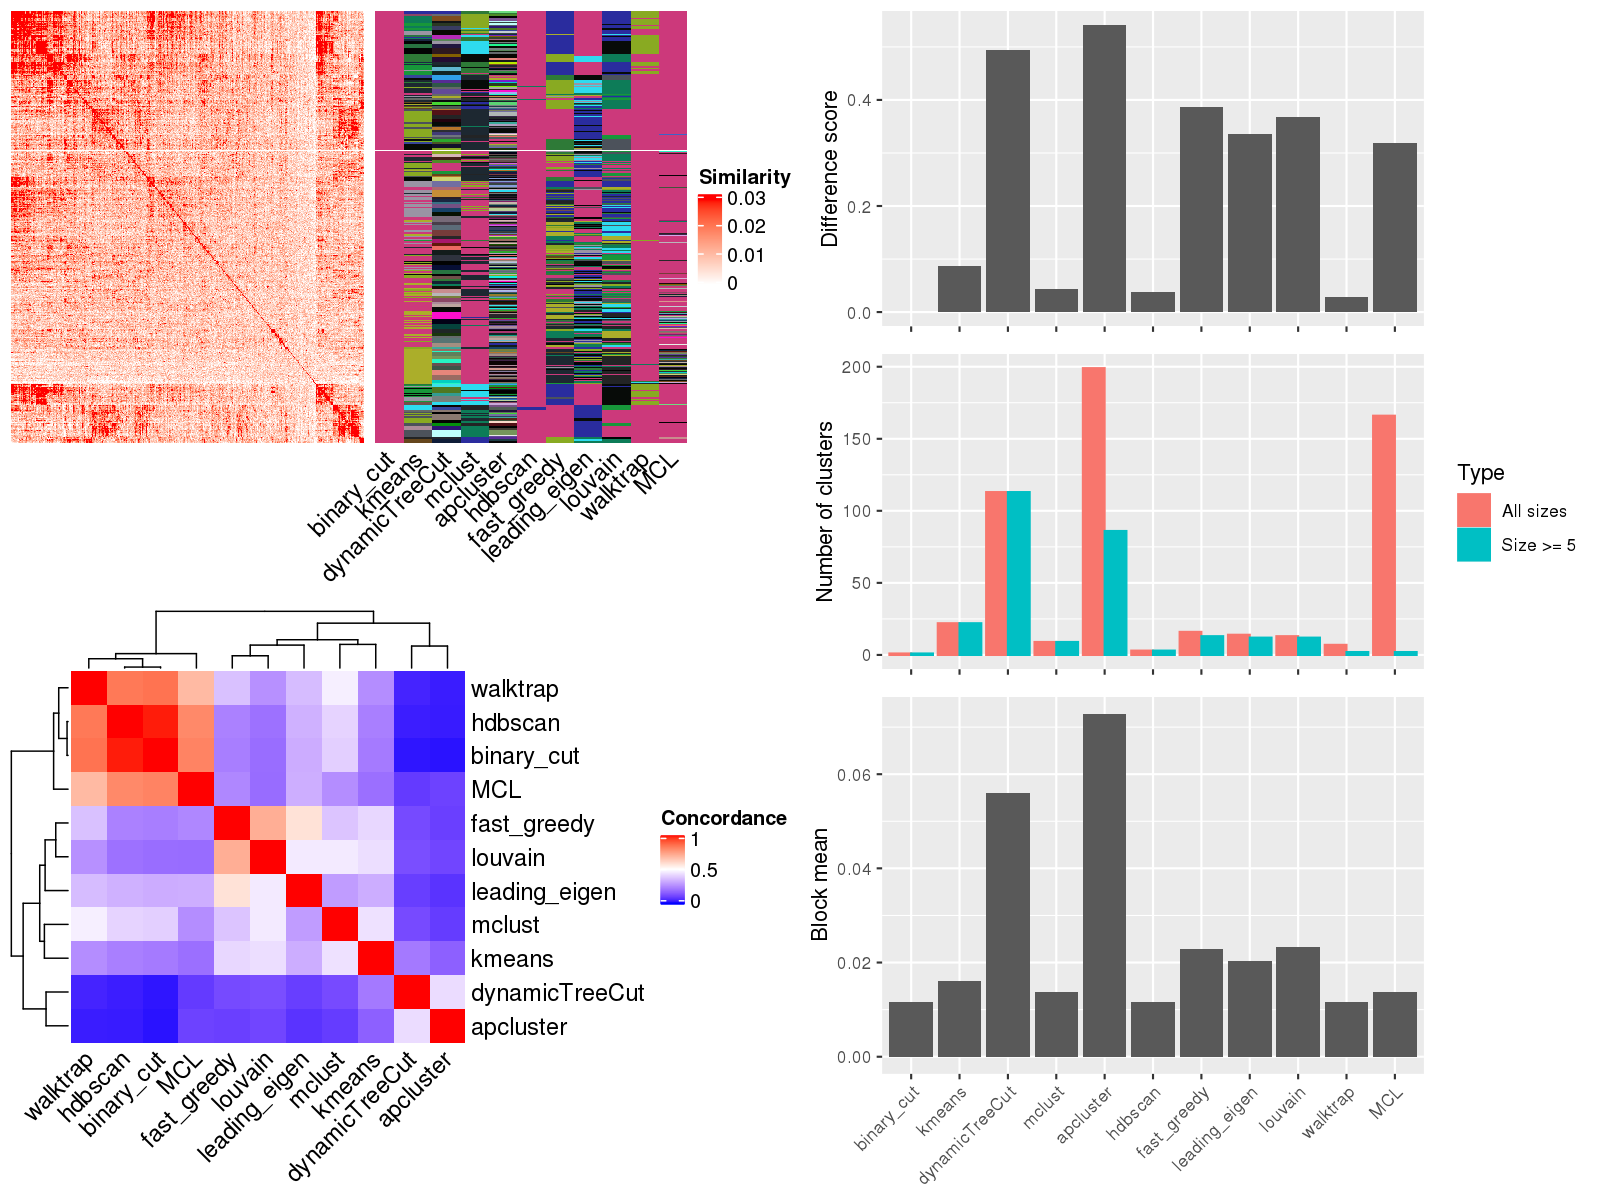 Similarity
0.03
0.02
0.01
0
binary_cut
kmeans
dynamicTreeCut
mclust
apcluster
hdbscan
fast_greedy
leading_eigen
louvain
walktrap
MCL
walktrap
hdbscan
binary_cut
MCL
fast_greedy
louvain
leading_eigen
mclust
kmeans
dynamicTreeCut
apcluster
walktrap
hdbscan
binary_cut
MCL
fast_greedy
louvain
leading_eigen
mclust
kmeans
dynamicTreeCut
apcluster
Concordance
1
0.5
0
Difference score
0.4
0.2
0.0
Number of clusters
200
150
100
50
0
Type
All sizes
Size >= 5
Block mean
0.06
0.04
0.02
0.00
binary_cut
kmeans
dynamicTreeCut
mclust
apcluster
hdbscan
fast_greedy
leading_eigen
louvain
walktrap
MCL